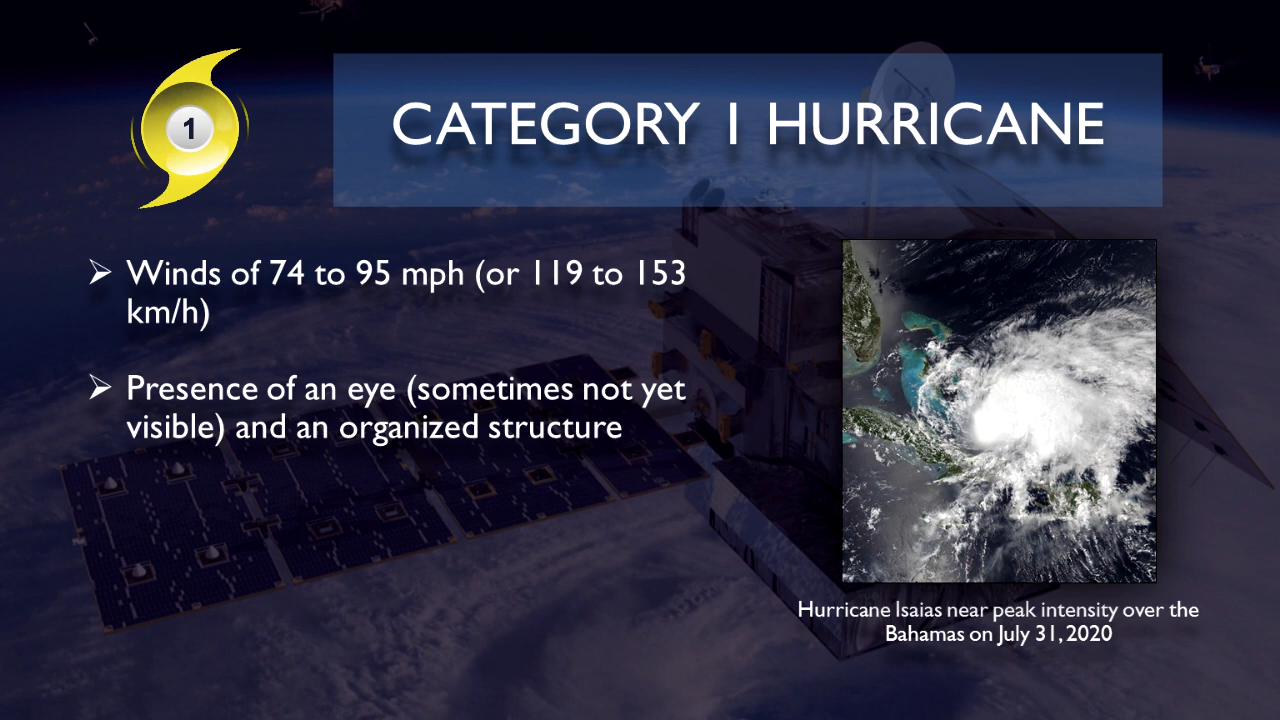 1
CATEGORY 1 HURRICANE
➢ Winds of 74 to 95 mph (or 119 to 153
km/h)
➢ Presence of an eye (sometimes not yet
visible) and an organized structure
Hurricane Isaias near peak intensity over the
Bahamas on July 31, 2020